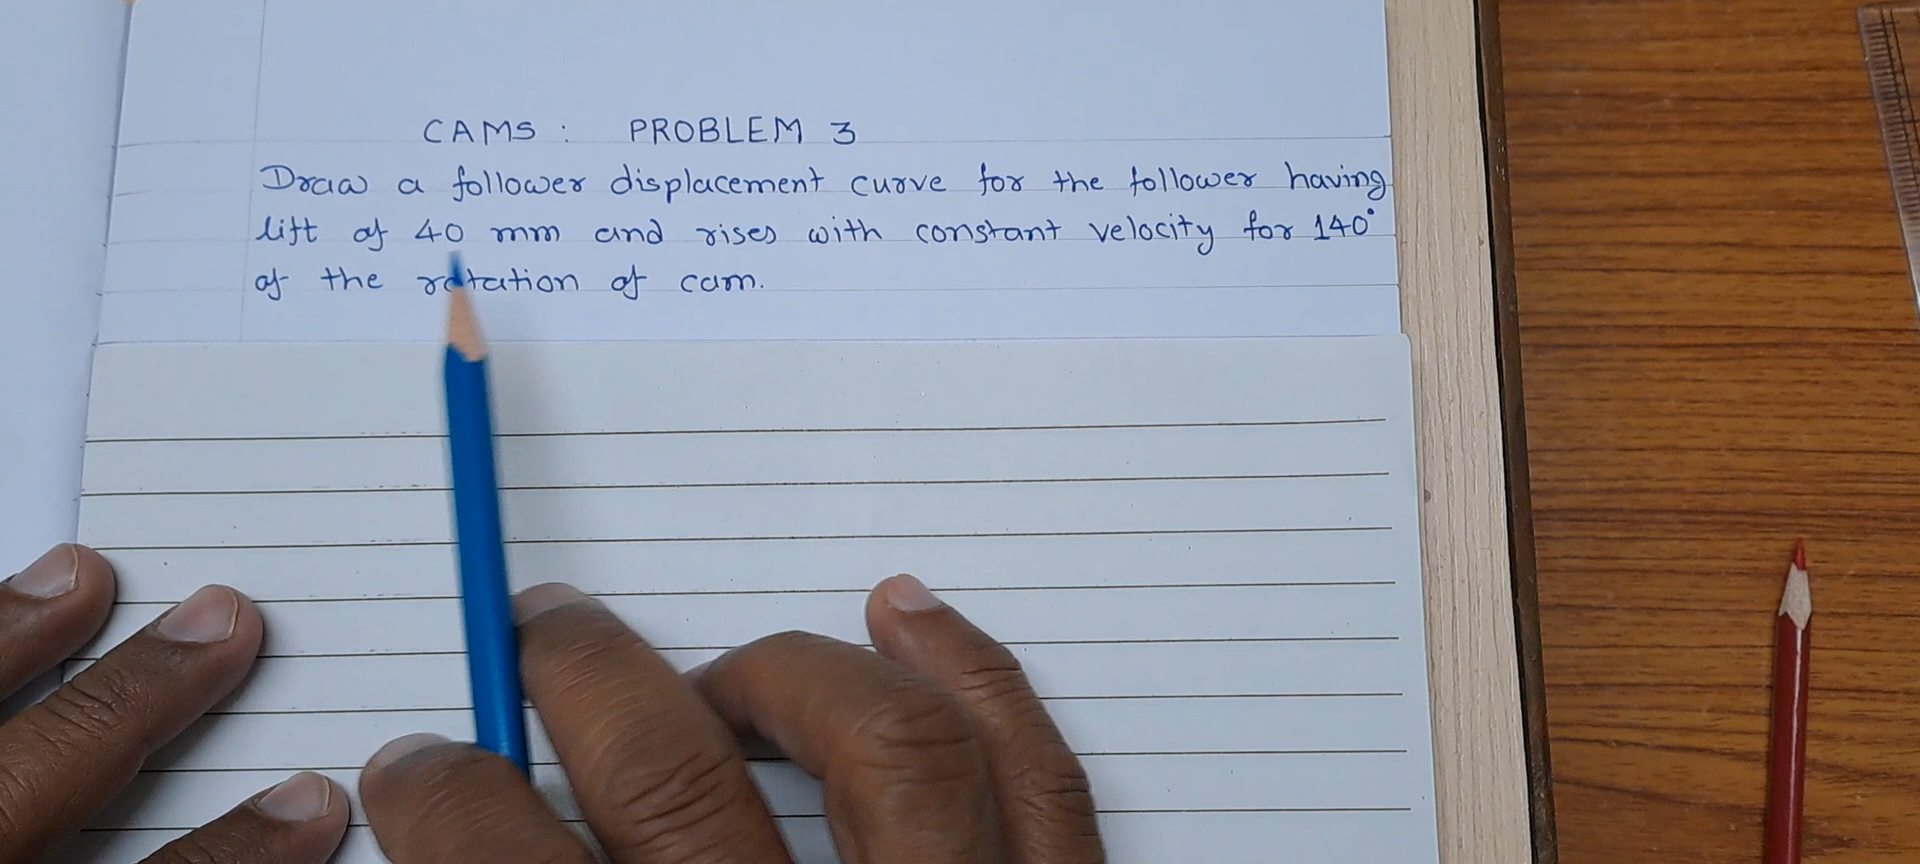 CAMS : PROBLEM 3
Draw a follower displacement curve for the follower having
lift of 40 mm and rises with constant velocity for 140°
of the rotation of cam.